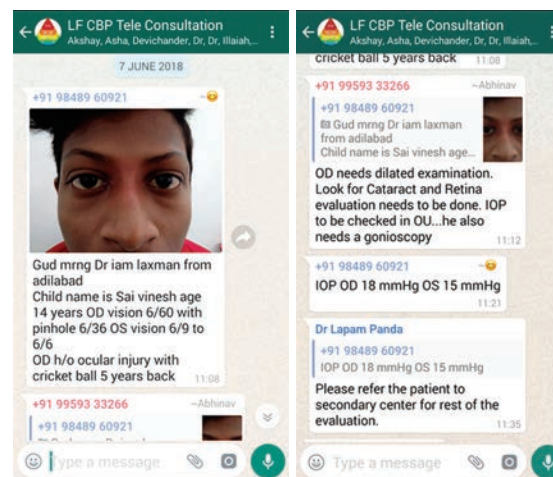 LF CBP Tele Consultation
Akshay, Asha, Devichander, Dr, Dr, Illaiah,...
7 JUNE 2018
+91 98489 60921
Gud mrng Dr iam laxman from
adilabad
Child name is Sai vinesh age
14 years OD vision 6/60 with
pinhole 6/36 OS vision 6/9 to
6/6
OD h/o ocular injury with
cricket ball 5 years back 11:08
+91 99593 33266 ~Abhinav
+91 98489 60921
Type a message
LF CBP Tele Consultation
Akshay, Asha, Devichander, Dr, Dr, Illaiah,...
cricket ball 5 years back 11:08
+91 99593 33266 ~Abhinav
+91 98489 60921
Gud mrng Dr iam laxman
from adilabad
Child name is Sai vinesh age...
OD needs dilated examination.
Look for Cataract and Retina
evaluation needs to be done. IOP
to be checked in OU...he also
needs a gonioscopy 11:12
+91 98489 60921
IOP OD 18 mmHg OS 15 mmHg
11:21
Dr Lapam Panda
+91 98489 60921
IOP OD 18 mmHg OS 15 mmHg
Please refer the patient to
secondary center for rest of the
evaluation. 11:35
Type a message